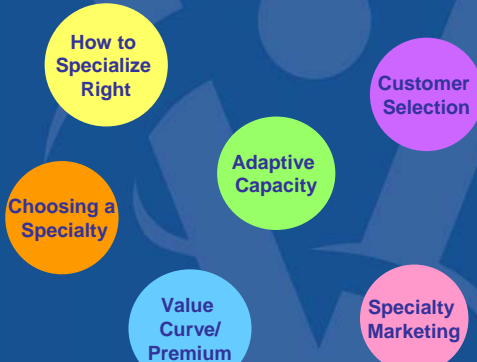 How to
Specialize
Right
Customer
Selection
Adaptive
Capacity
Choosing a
Specialty
Value
Curve/
Premium
Specialty
Marketing